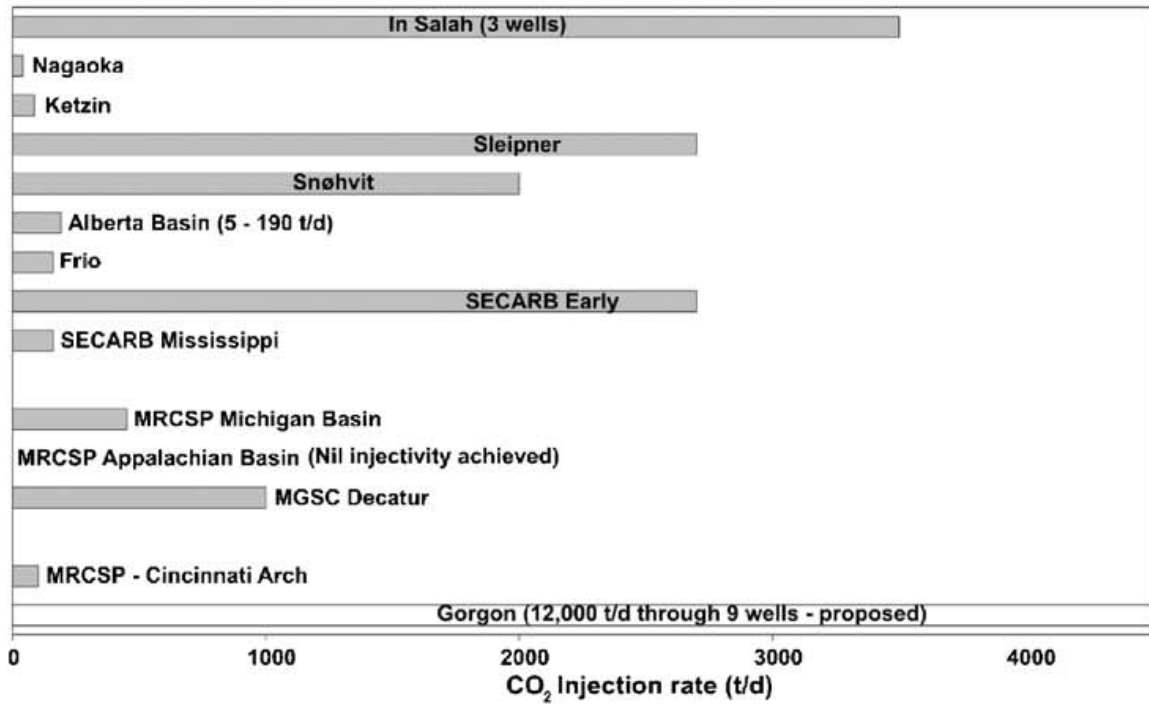 In Salah (3 wells)
Nagaoka
Ketzin
Sleipner
Snøhvit
Alberta Basin (5 - 190 t/d)
Frio
SECARB Early
SECARB Mississippi
MRCSP Michigan Basin
MRCSP Appalachian Basin (Nil injectivity achieved)
MGSC Decatur
MRCSP - Cincinnati Arch
Gorgon (12,000 t/d through 9 wells - proposed)
0 1000 2000 3000 4000
CO₂ Injection rate (t/d)